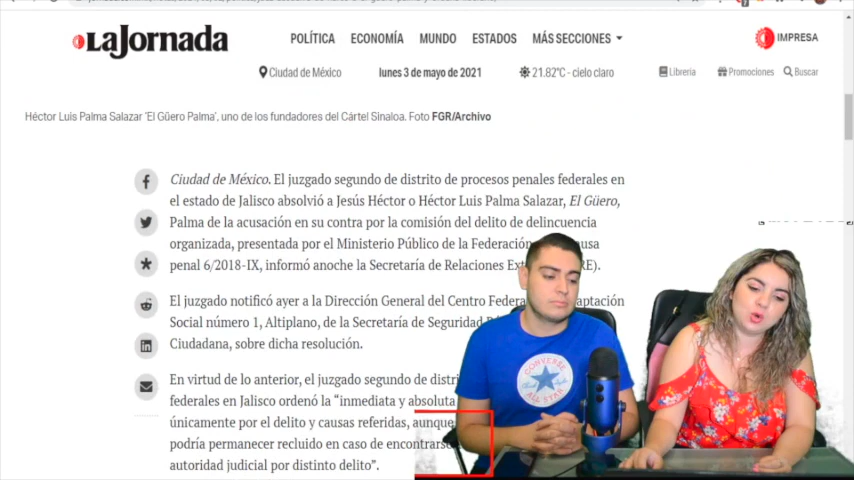 LaJornada
POLÍTICA ECONOMÍA MUNDO ESTADOS MÁS SECCIONES IMPRESA
Ciudad de México lunes 3 de mayo de 2021 21.82°C - cielo claro Librería Promociones Buscar
Héctor Luis Palma Salazar 'El Güero Palma', uno de los fundadores del Cártel Sinaloa. Foto FGR/Archivo
Ciudad de México. El juzgado segundo de distrito de procesos penales federales en
el estado de Jalisco absolvió a Jesús Héctor o Héctor Luis Palma Salazar, El Güero,
Palma de la acusación en su contra por la comisión del delito de delincuencia
organizada, presentada por el Ministerio Público de la Federación
penal 6/2018-IX, informó anoche la Secretaría de Relaciones
El juzgado notificó ayer a la Dirección General del Centro
Social número 1, Altiplano, de la Secretaría de Seguridad
Ciudadana, sobre dicha resolución.
En virtud de lo anterior, el juzgado segundo de
federales en Jalisco ordenó la "inmediata y absoluta
únicamente por el delito y causas referidas, aunque
podría permanecer recluido en caso de
autoridad judicial por distinto delito".
CONVERSE
ALL STAR